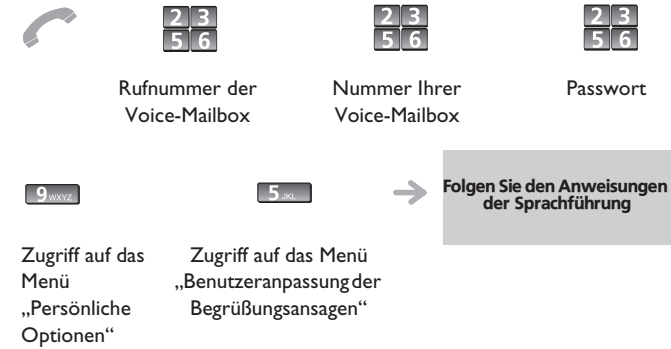 2 3
5 6
2 3
5 6
2 3
5 6
Rufnummer der
Voice-Mailbox
Nummer Ihrer
Voice-Mailbox
Passwort
9 WXYZ
5 JKL
Folgen Sie den Anweisungen
der Sprachführung
Zugriff auf das
Menü
„Persönliche
Optionen“
Zugriff auf das Menü
„Benutzeranpassung der
Begrüßungsansagen“